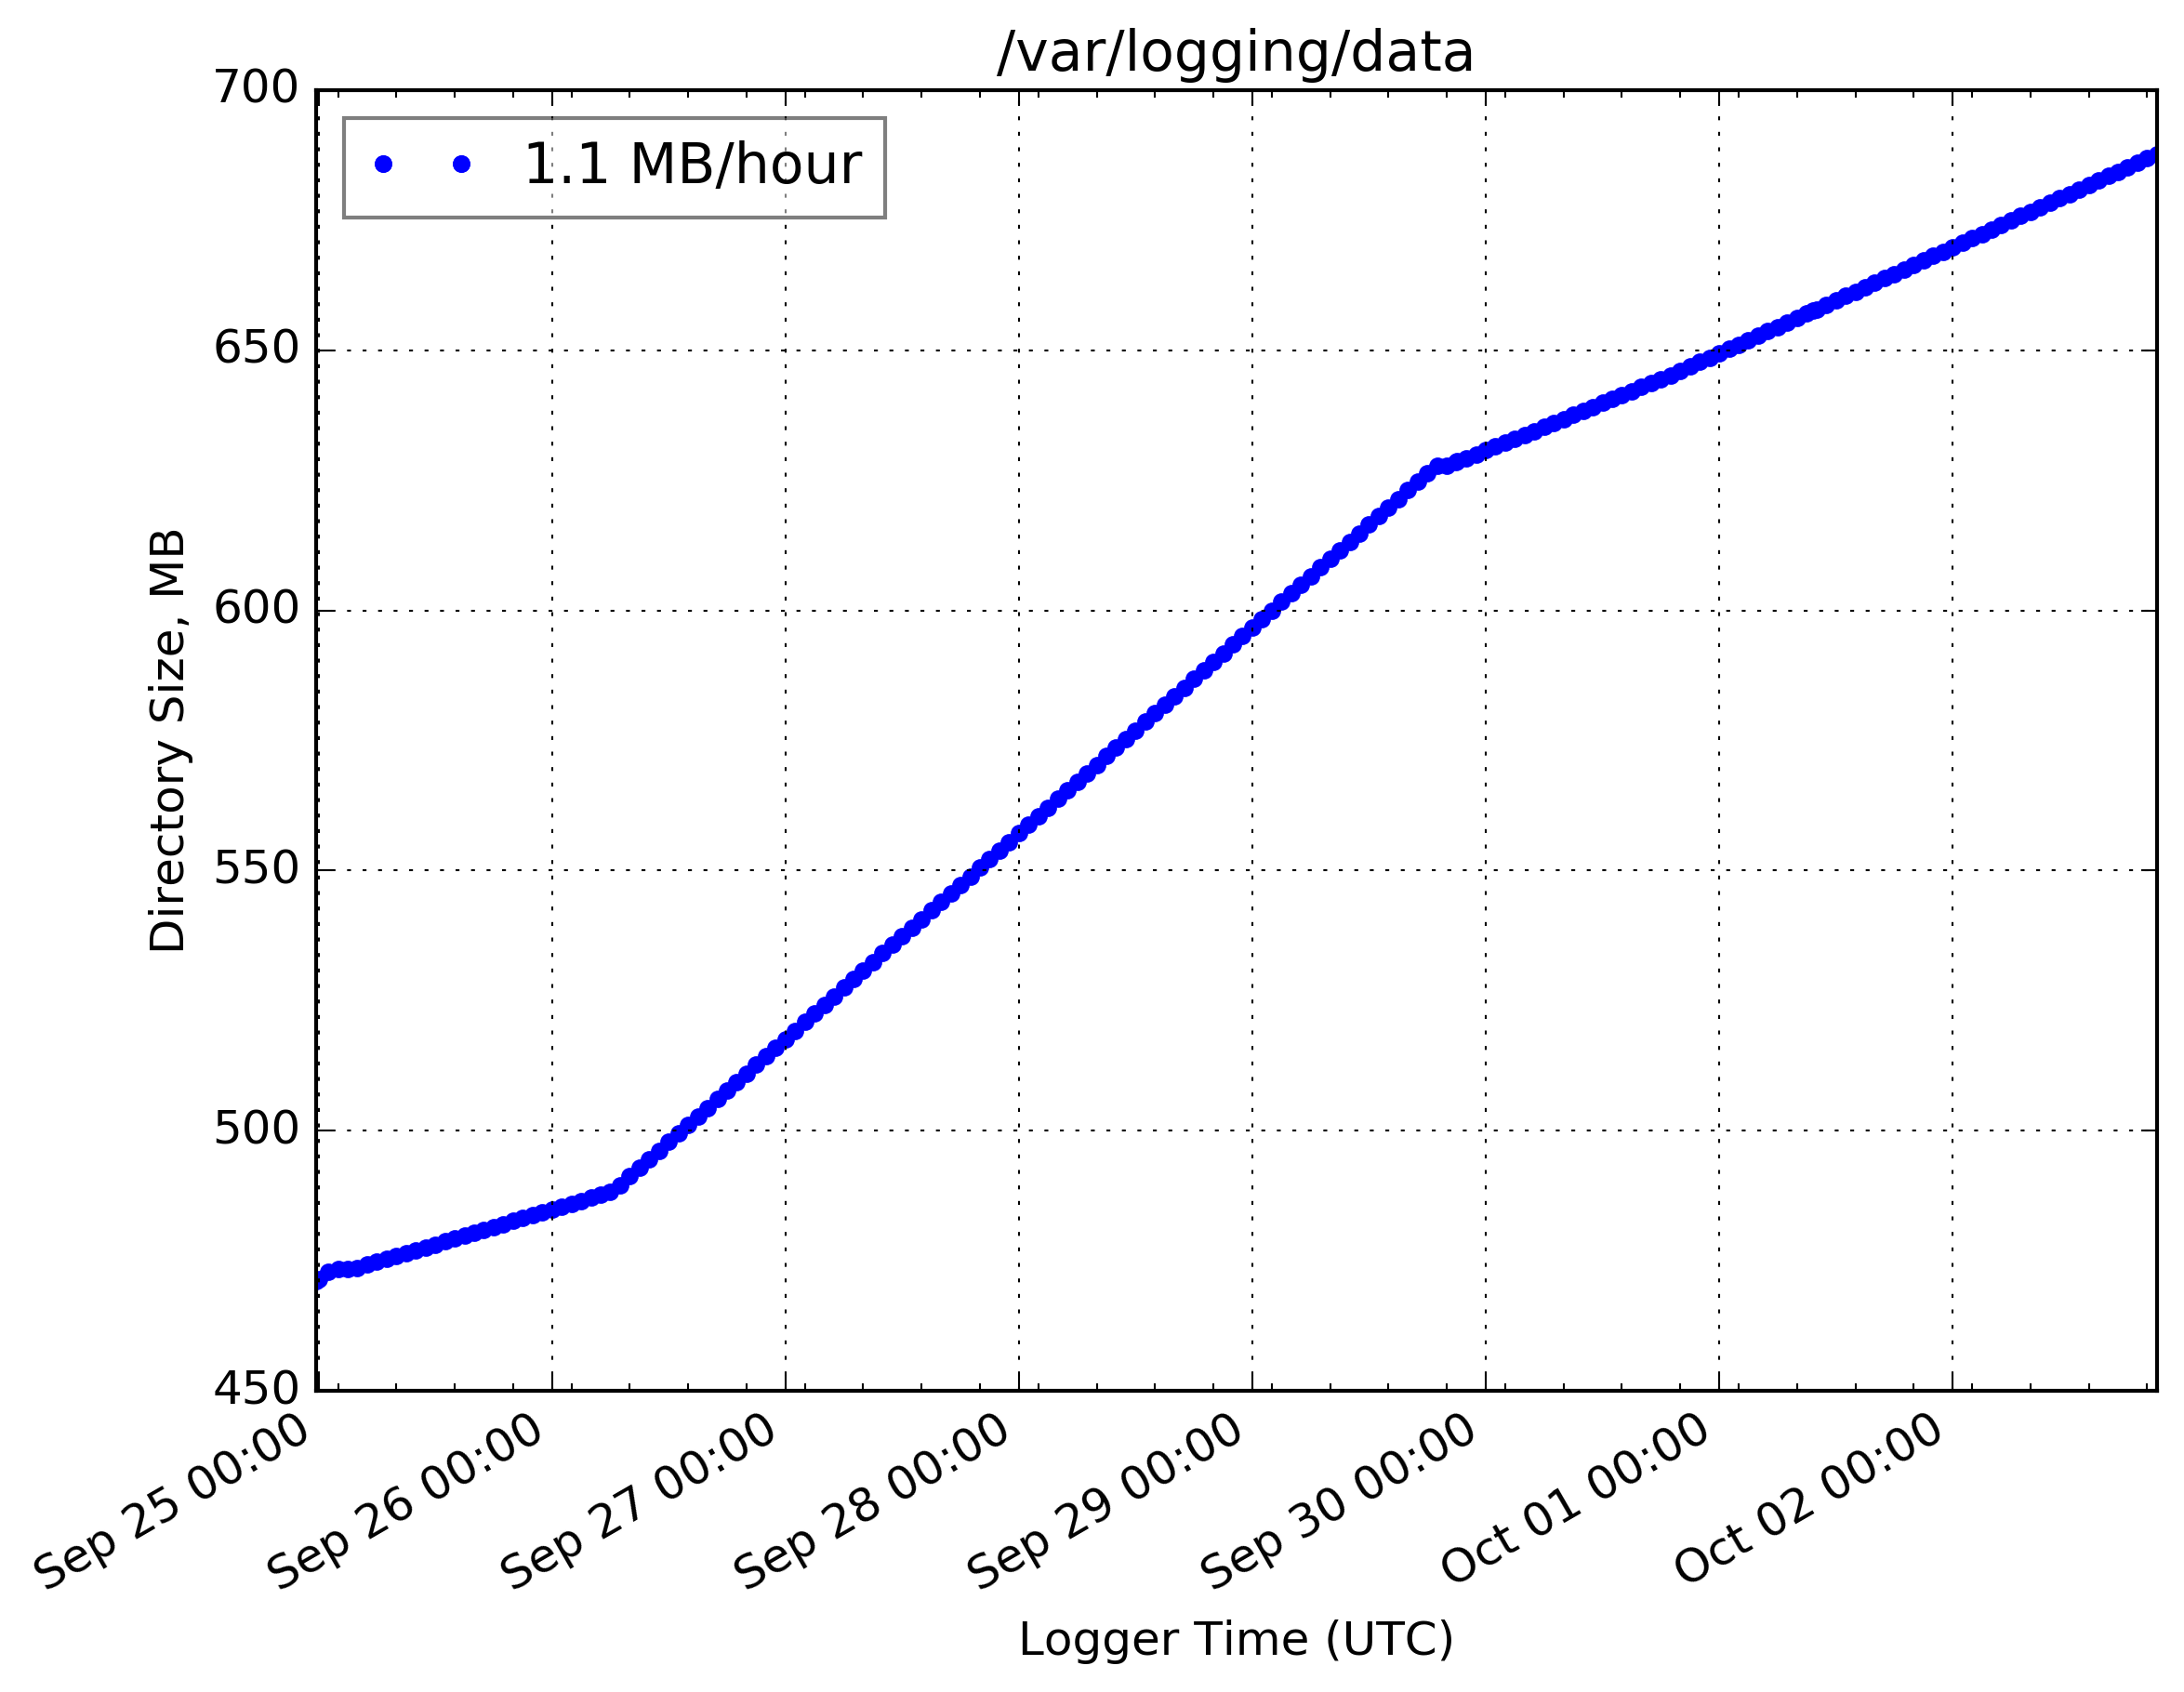 /var/logging/data
1.1 MB/hour
700
650
600
550
500
450
Directory Size, MB
Sep 25 00:00
Sep 26 00:00
Sep 27 00:00
Sep 28 00:00
Sep 29 00:00
Sep 30 00:00
Oct 01 00:00
Oct 02 00:00
Logger Time (UTC)